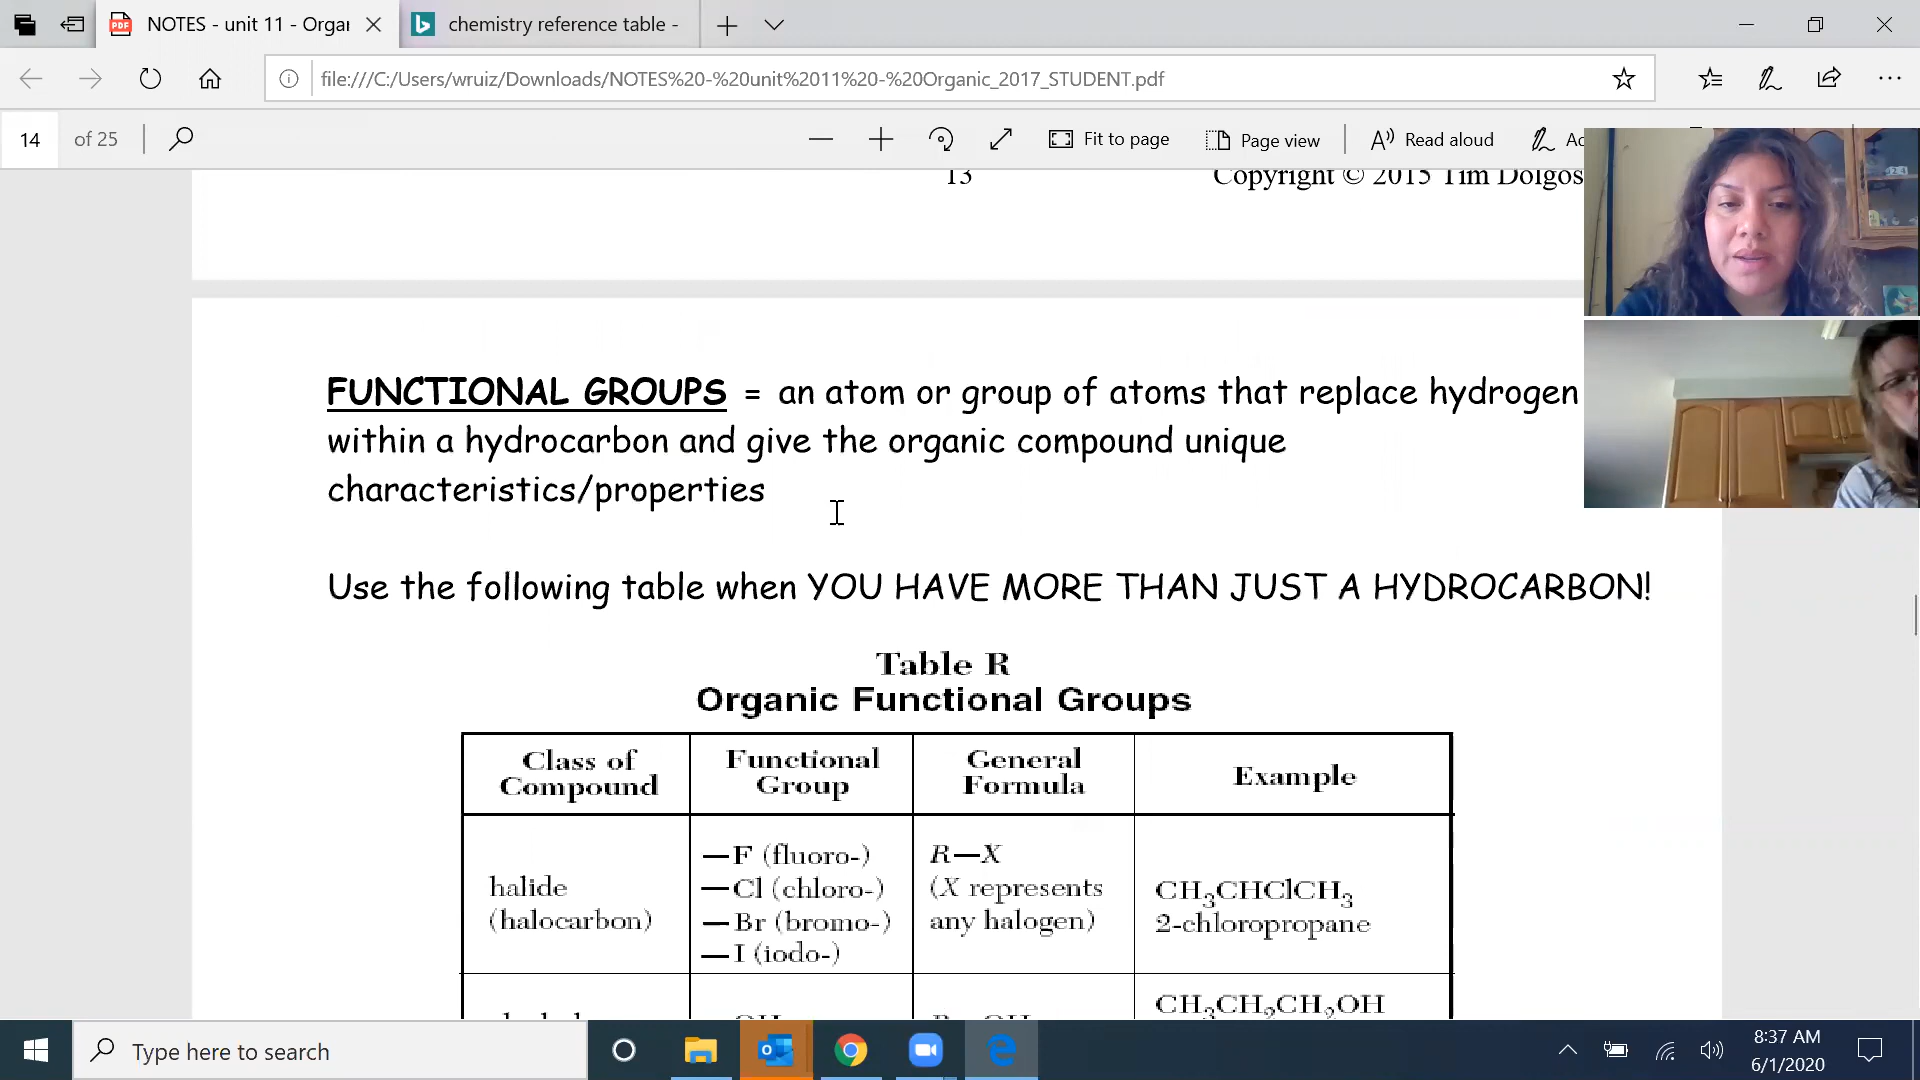 NOTES - unit 11 - Orgar
chemistry reference table -
file:///C:/Users/wruiz/Downloads/NOTES%20-%20unit%2011%20-%20Organic_2017_STUDENT.pdf
14 of 25
Fit to page
Page view
Read aloud
13 Copyright © 2015 Tim Dolgos
FUNCTIONAL GROUPS = an atom or group of atoms that replace hydrogen
within a hydrocarbon and give the organic compound unique
characteristics/properties
Use the following table when YOU HAVE MORE THAN JUST A HYDROCARBON!
Table R
Organic Functional Groups
Class of Compound
Functional Group
General Formula
Example
halide
(halocarbon)
—F (fluoro-)
—Cl (chloro-)
—Br (bromo-)
—I (iodo-)
R—X
(X represents
any halogen)
CH₃CHClCH₃
2-chloropropane
CH₃CH₂CH₂OH
Type here to search
8:37 AM
6/1/2020